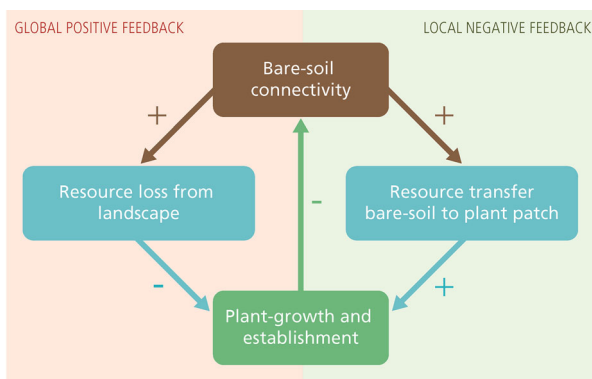 GLOBAL POSITIVE FEEDBACK
LOCAL NEGATIVE FEEDBACK
Bare-soil
connectivity
+
+
Resource loss from
landscape
-
Resource transfer
bare-soil to plant patch
-
+
Plant-growth and
establishment